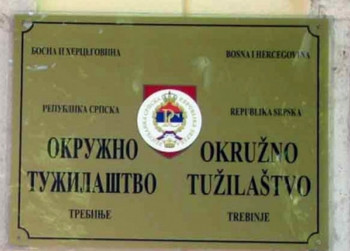 БОСНА И ХЕРЦЕГОВИНА
BOSNA I HERCEGOVINA
РЕПУБЛИКА СРПСКА
REPUBLIKA SRPSKA
ОКРУЖНО
ТУЖИЛАШТВО
OKRUŽNO
TUŽILAŠTVO
ТРЕБИЊЕ
TREBINJE